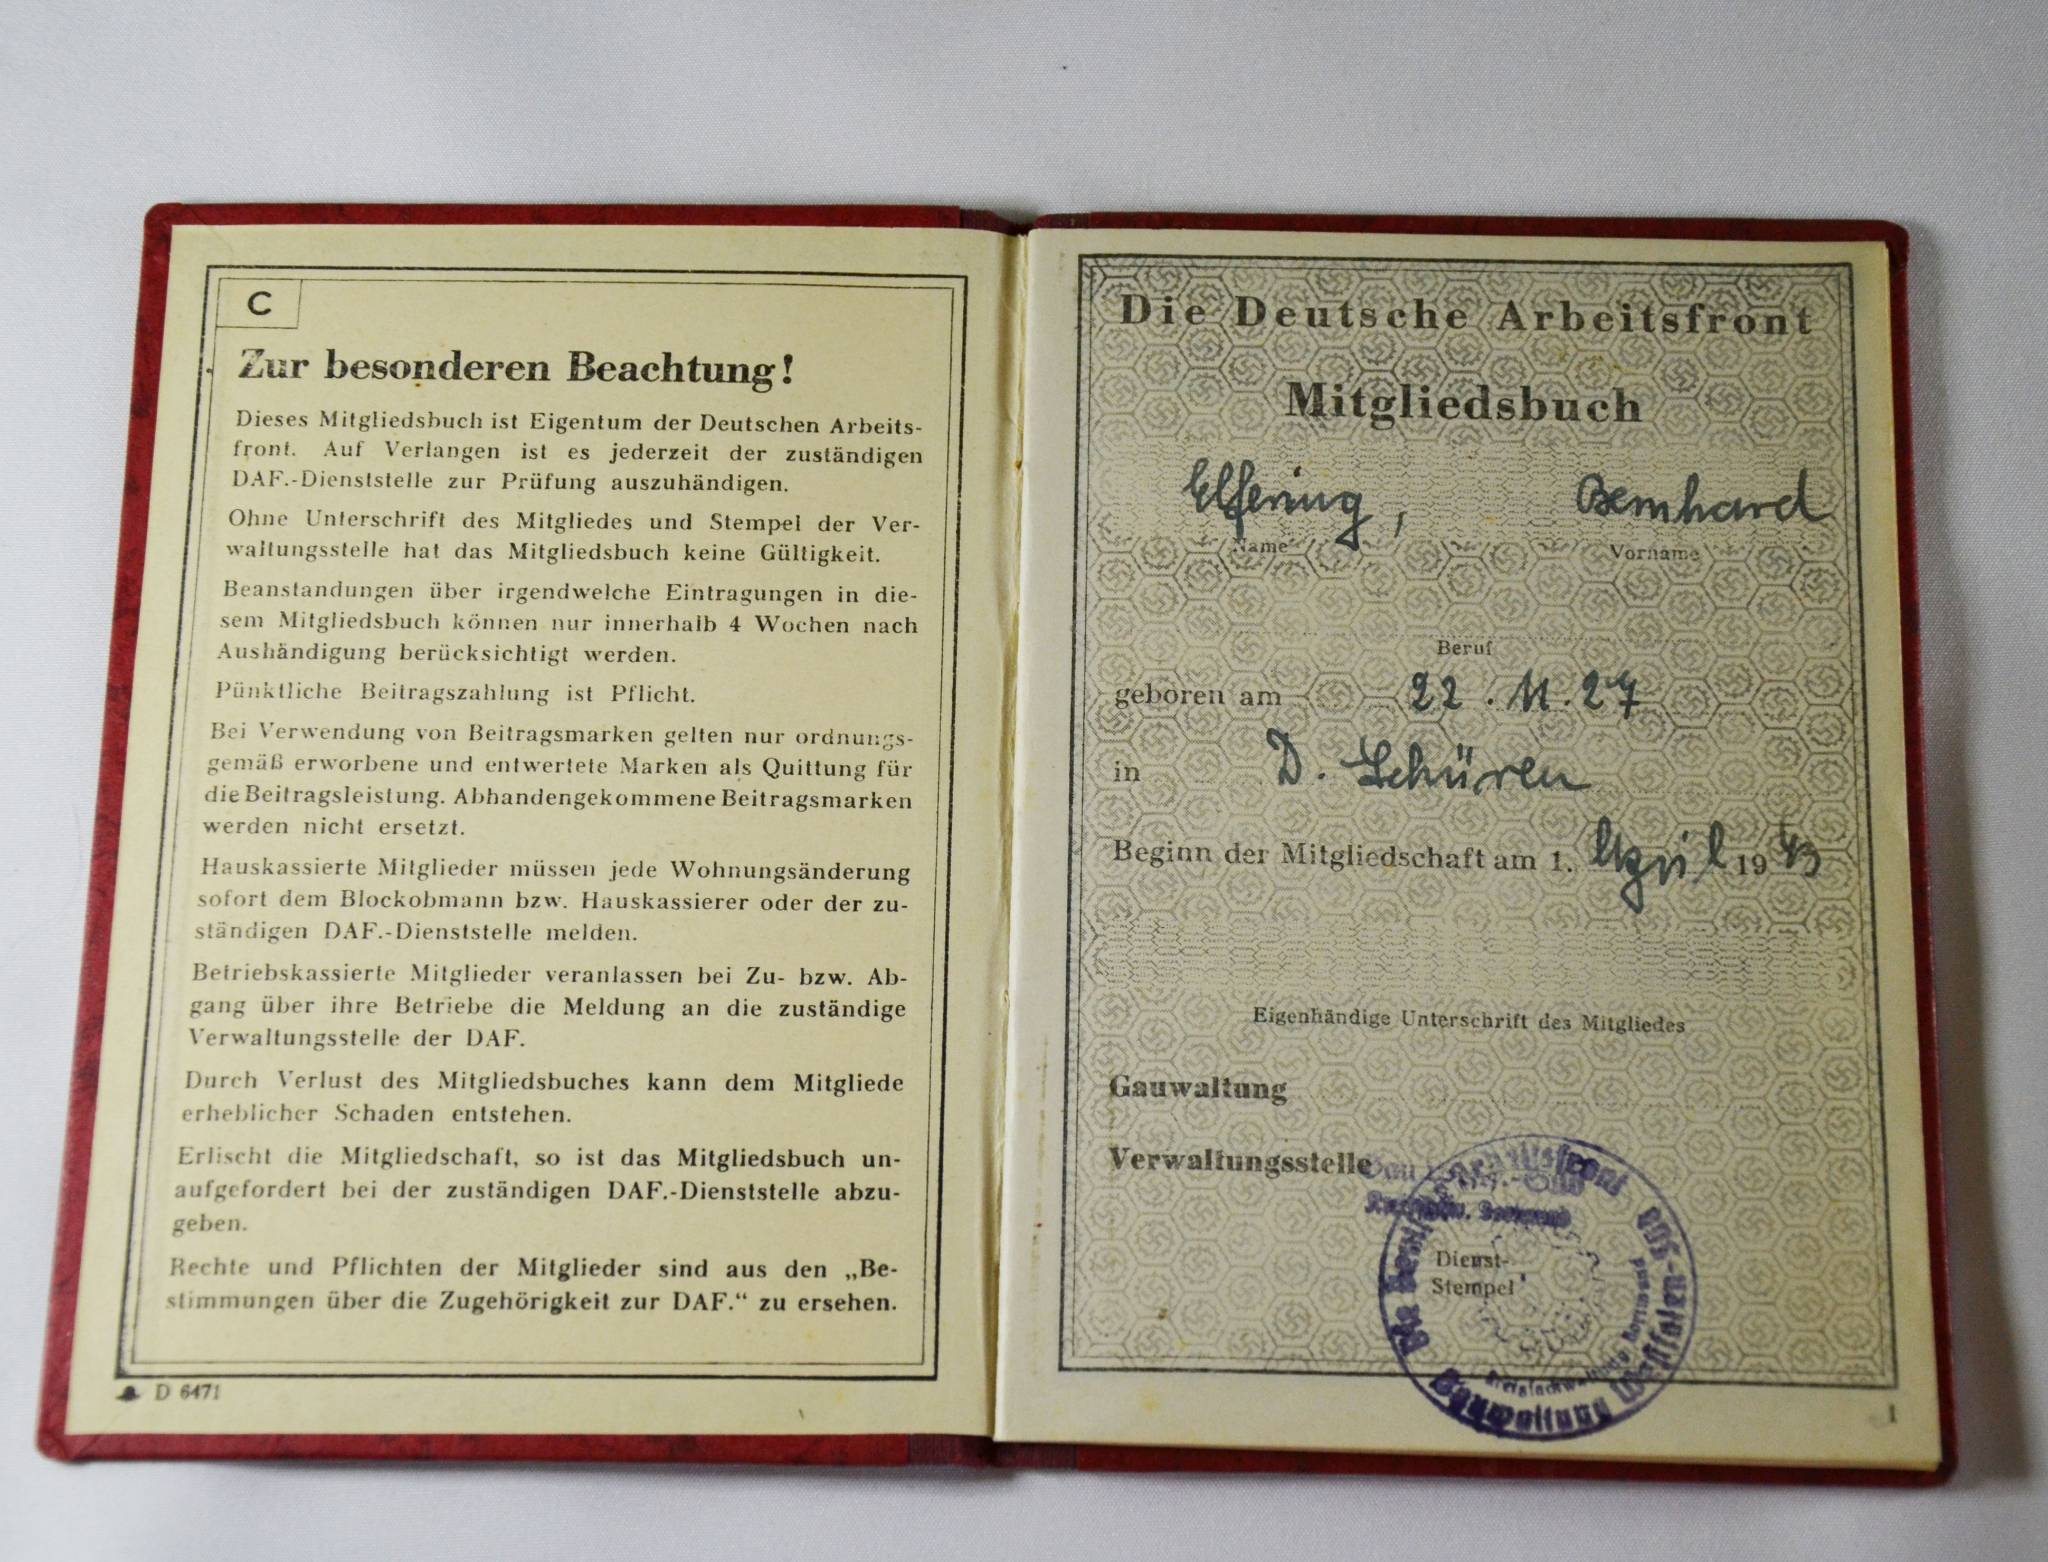 C
Zur besonderen Beachtung!
Dieses Mitgliedsbuch ist Eigentum der Deutschen Arbeits-
front. Auf Verlangen ist es jederzeit der zuständigen
DAF.-Dienststelle zur Prüfung auszuhändigen.
Ohne Unterschrift des Mitgliedes und Stempel der Ver-
waltungsstelle hat das Mitgliedsbuch keine Gültigkeit.
Beanstandungen über irgendwelche Eintragungen in die-
sem Mitgliedsbuch können nur innerhalb 4 Wochen nach
Aushändigung berücksichtigt werden.
Pünktliche Beitragszahlung ist Pflicht.
Bei Verwendung von Beitragsmarken gelten nur ordnungs-
gemäß erworbene und entwertete Marken als Quittung für
die Beitragsleistung. Abhandengekommene Beitragsmarken
werden nicht ersetzt.
Hauskassierte Mitglieder müssen jede Wohnungsänderung
sofort dem Blockobmann bzw. Hauskassierer oder der zu-
ständigen DAF.-Dienststelle melden.
Betriebskassierte Mitglieder veranlassen bei Zu- bzw. Ab-
gang über ihre Betriebe die Meldung an die zuständige
Verwaltungsstelle der DAF.
Durch Verlust des Mitgliedsbuches kann dem Mitgliede
erheblicher Schaden entstehen.
Erlischt die Mitgliedschaft, so ist das Mitgliedsbuch un-
aufgefordert bei der zuständigen DAF.-Dienststelle abzu-
geben.
Rechte und Pflichten der Mitglieder sind aus den „Be-
stimmungen über die Zugehörigkeit zur DAF.“ zu ersehen.
D 6471
Die Deutsche Arbeitsfront
Mitgliedsbuch
Elfering, Bernhard
Name Vorname
Beruf
geboren am 22.11.27
in D. Schüren
Beginn der Mitgliedschaft am 1. April 1943
Eigenhändige Unterschrift des Mitgliedes
Gauwaltung
Verwaltungsstelle
Dienst-
Stempel
Die Deutsche Arbeitsfront
Gauwaltung Westfalen-Süd
1